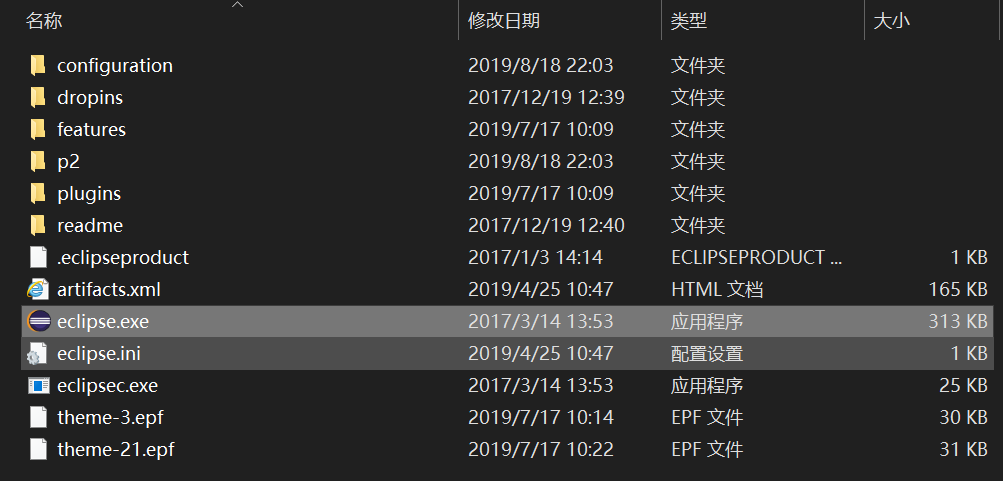 名称 修改日期 类型 大小
configuration 2019/8/18 22:03 文件夹
dropins 2017/12/19 12:39 文件夹
features 2019/7/17 10:09 文件夹
p2 2019/8/18 22:03 文件夹
plugins 2019/7/17 10:09 文件夹
readme 2017/12/19 12:40 文件夹
.eclipseproduct 2017/1/3 14:14 ECLIPSEPRODUCT ... 1 KB
artifacts.xml 2019/4/25 10:47 HTML 文档 165 KB
eclipse.exe 2017/3/14 13:53 应用程序 313 KB
eclipse.ini 2019/4/25 10:47 配置设置 1 KB
eclipsec.exe 2017/3/14 13:53 应用程序 25 KB
theme-3.epf 2019/7/17 10:14 EPF 文件 30 KB
theme-21.epf 2019/7/17 10:22 EPF 文件 31 KB